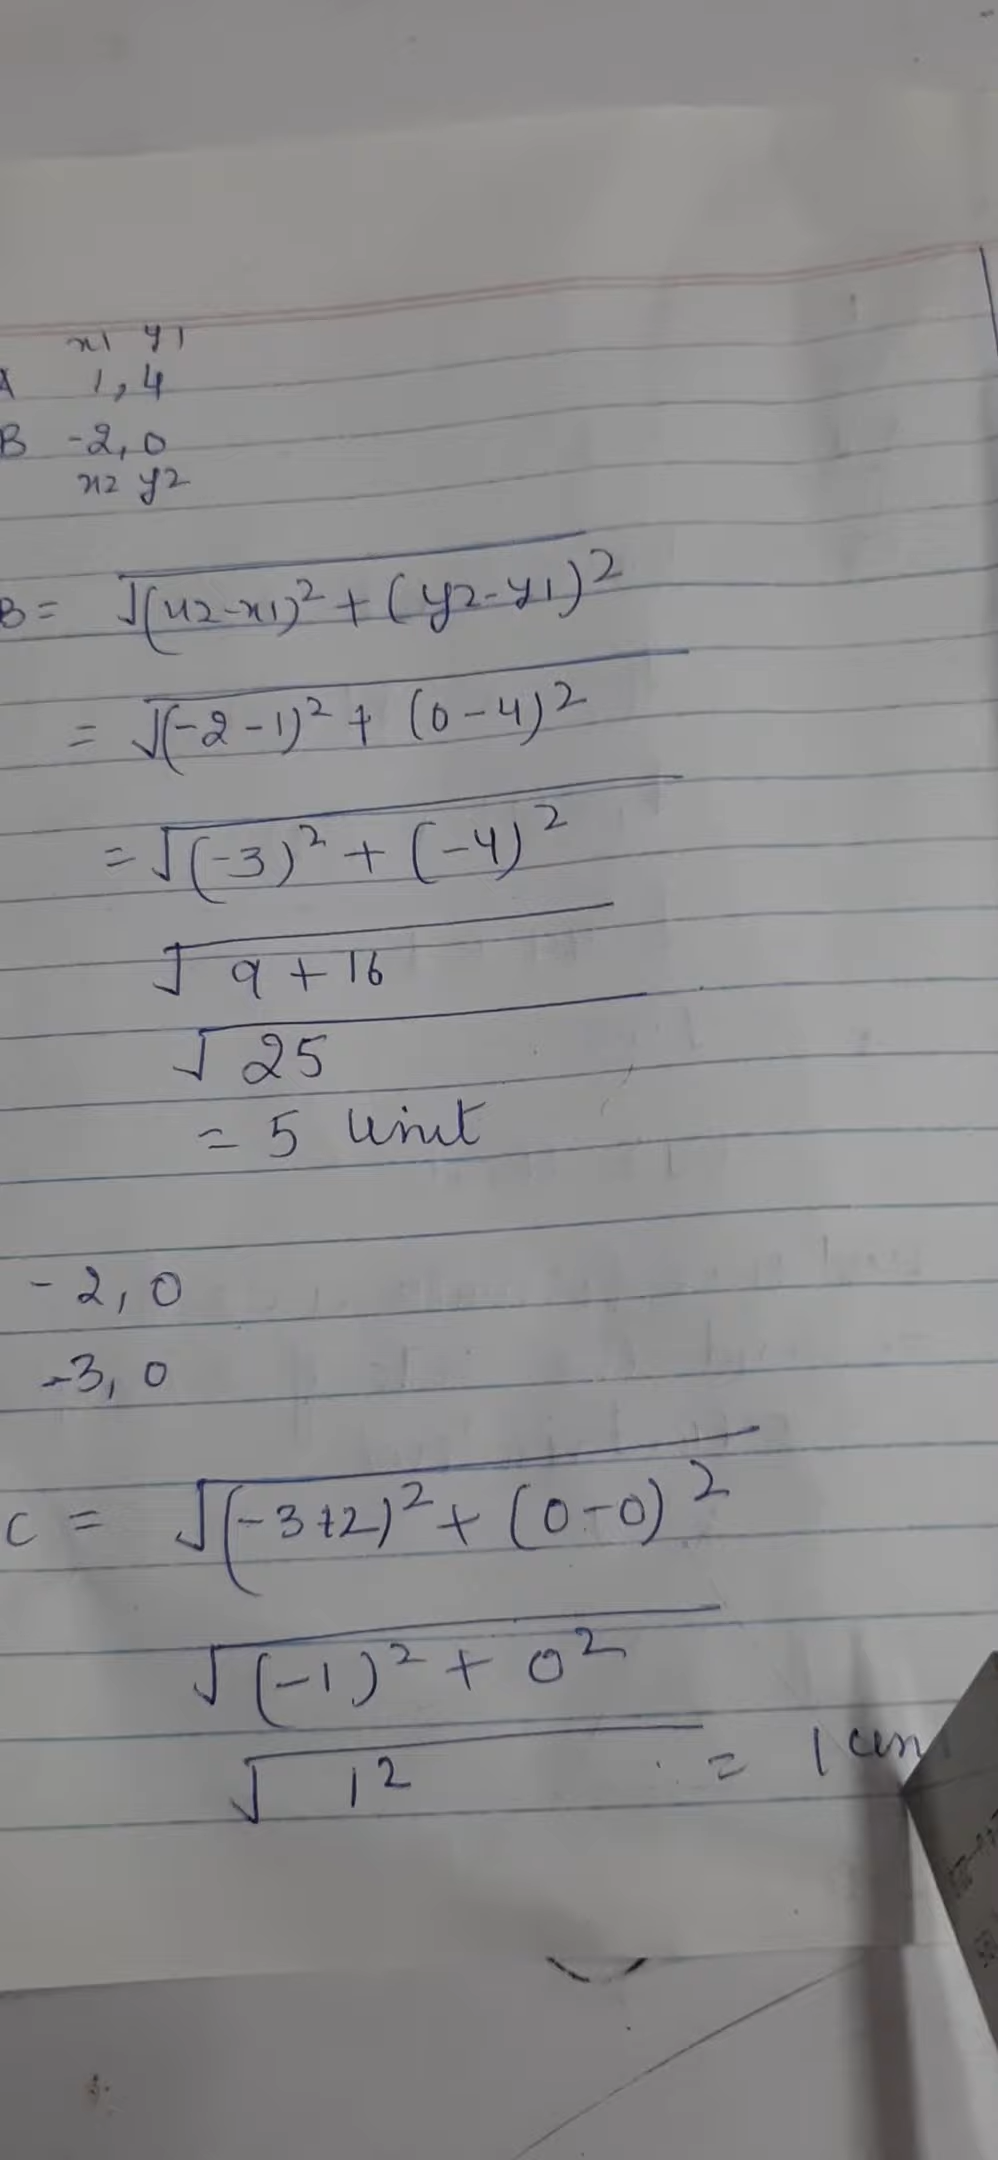 x1 y1
A 1, 4
B -2, 0
x2 y2
B = √(x2-x1)² + (y2-y1)²
= √(-2-1)² + (0-4)²
= √(-3)² + (-4)²
√9 + 16
√25
= 5 Unit
-2, 0
-3, 0
C = √(-3+2)² + (0-0)²
√(-1)² + 0²
√1² = 1